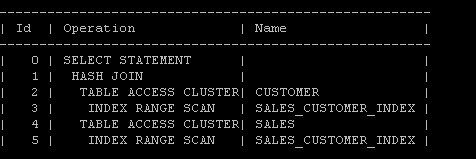 -----------------------------------------------------------
| Id  | Operation             | Name                 |
-----------------------------------------------------------
|   0 | SELECT STATEMENT      |                      |
|   1 |  HASH JOIN            |                      |
|   2 |   TABLE ACCESS CLUSTER| CUSTOMER             |
|   3 |    INDEX RANGE SCAN   | SALES_CUSTOMER_INDEX |
|   4 |   TABLE ACCESS CLUSTER| SALES                |
|   5 |    INDEX RANGE SCAN   | SALES_CUSTOMER_INDEX |